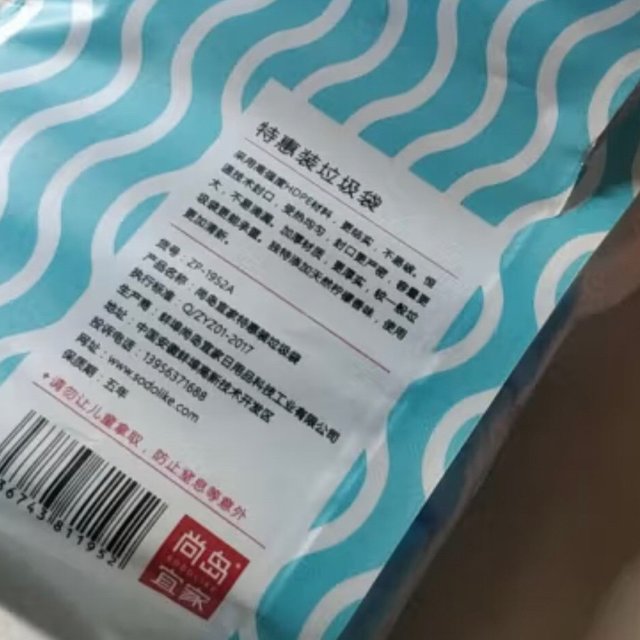 特惠装垃圾袋
采用高强度HDPE材料，更结实，不易破。恒
温技术封口，受热均匀，封口更严密，容量更
大，不易渗漏。加厚材质，更厚实，较一般垃
圾袋更能承重。独特添加天然柠檬香味，使用
更加清新。
货号：ZP-1952A
产品名称：尚岛宜家特惠装垃圾袋
执行标准：Q/ZYZ01-2017
生产商：蚌埠尚岛宜家日用品科技工业有限公司
地址：中国安徽蚌埠高新技术开发区
投诉电话：13956371688
网址：www.sodolike.com
保质期：五年
请勿让儿童拿取，防止窒息等意外
尚岛
宜家